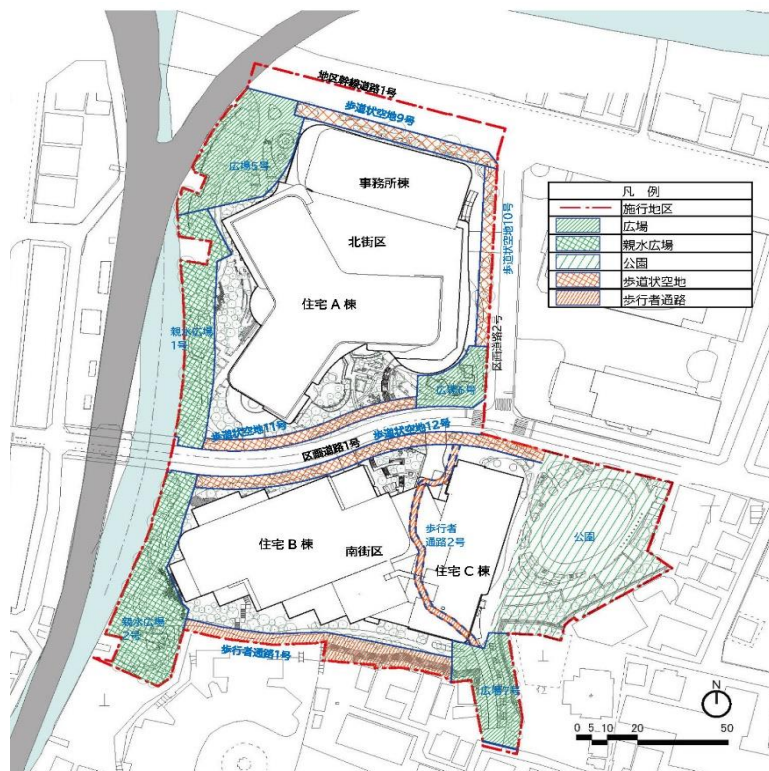 地区幹線道路1号
歩道状空地9号
広場5号
事務所棟
北街区
住宅A棟
歩道状空地10号
区画道路2号
凡 例
施行地区
広場
親水広場
公園
歩道状空地
歩行者通路
親水広場
1号
広場6号
歩道状空地11号
区画道路1号
歩道状空地12号
住宅B棟
南街区
歩行者
通路2号
住宅C棟
公園
親水広場
2号
歩行者通路1号
広場7号
N
0 5 10 20 50